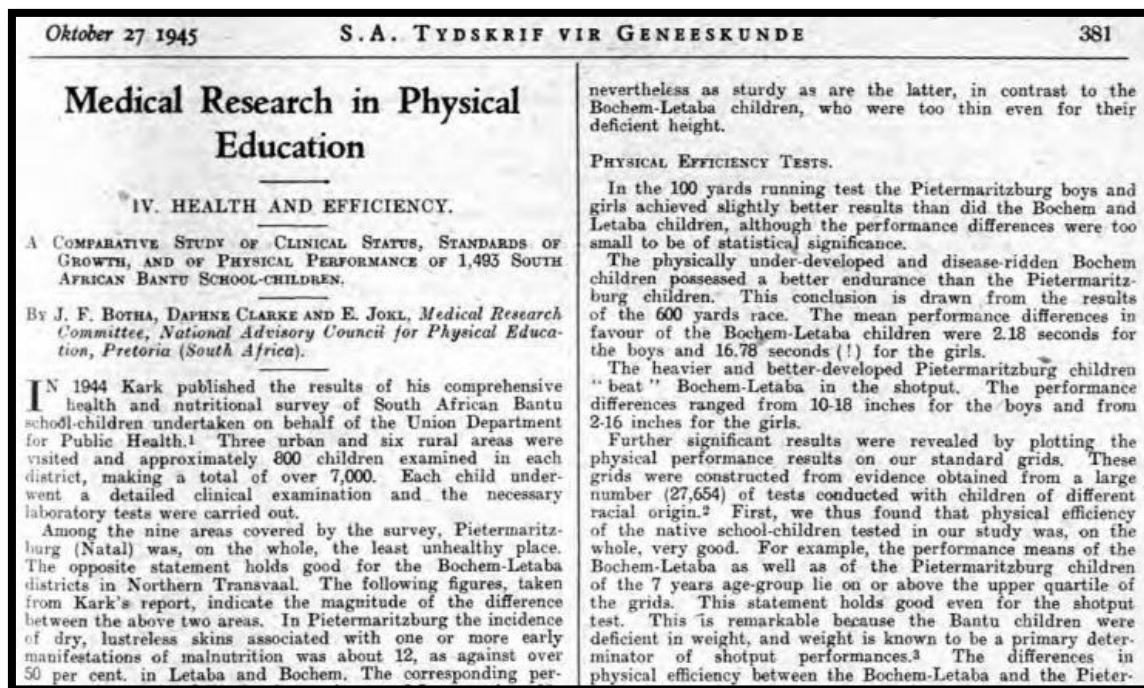 Oktober 27 1945 S.A. TYDSKRIF VIR GENEESKUNDE 381
Medical Research in Physical
Education
IV. HEALTH AND EFFICIENCY.
A COMPARATIVE STUDY OF CLINICAL STATUS, STANDARDS OF
GROWTH, AND OF PHYSICAL PERFORMANCE OF 1,493 SOUTH
AFRICAN BANTU SCHOOL-CHILDREN.
BY J. F. BOTHA, DAPHNE CLARKE AND E. JOKL, Medical Research
Committee, National Advisory Council for Physical Educa-
tion, Pretoria (South Africa).
IN 1944 Kark published the results of his comprehensive
health and nutritional survey of South African Bantu
school-children undertaken on behalf of the Union Department
for Public Health.1 Three urban and six rural areas were
visited and approximately 800 children examined in each
district, making a total of over 7,000. Each child under-
went a detailed clinical examination and the necessary
laboratory tests were carried out.
Among the nine areas covered by the survey, Pietermaritz-
burg (Natal) was, on the whole, the least unhealthy place.
The opposite statement holds good for the Bochem-Letaba
districts in Northern Transvaal. The following figures, taken
from Kark's report, indicate the magnitude of the difference
between the above two areas. In Pietermaritzburg the incidence
of dry, lustreless skins associated with one or more early
manifestations of malnutrition was about 12, as against over
50 per cent. in Letaba and Bochem. The corresponding per-
nevertheless as sturdy as are the latter, in contrast to the
Bochem-Letaba children, who were too thin even for their
deficient height.
PHYSICAL EFFICIENCY TESTS.
In the 100 yards running test the Pietermaritzburg boys and
girls achieved slightly better results than did the Bochem and
Letaba children, although the performance differences were too
small to be of statistical significance.
The physically under-developed and disease-ridden Bochem
children possessed a better endurance than the Pietermaritz-
burg children. This conclusion is drawn from the results
of the 600 yards race. The mean performance differences in
favour of the Bochem-Letaba children were 2.18 seconds for
the boys and 16.78 seconds (!) for the girls.
The heavier and better-developed Pietermaritzburg children
"beat" Bochem-Letaba in the shotput. The performance
differences ranged from 10-18 inches for the boys and from
2-16 inches for the girls.
Further significant results were revealed by plotting the
physical performance results on our standard grids. These
grids were constructed from evidence obtained from a large
number (27,654) of tests conducted with children of different
racial origin.2 First, we thus found that physical efficiency
of the native school-children tested in our study was, on the
whole, very good. For example, the performance means of the
Bochem-Letaba as well as of the Pietermaritzburg children
of the 7 years age-group lie on or above the upper quartile of
the grids. This statement holds good even for the shotput
test. This is remarkable because the Bantu children were
deficient in weight, and weight is known to be a primary deter-
minator of shotput performances.3 The differences in
physical efficiency between the Bochem-Letaba and the Pieter-